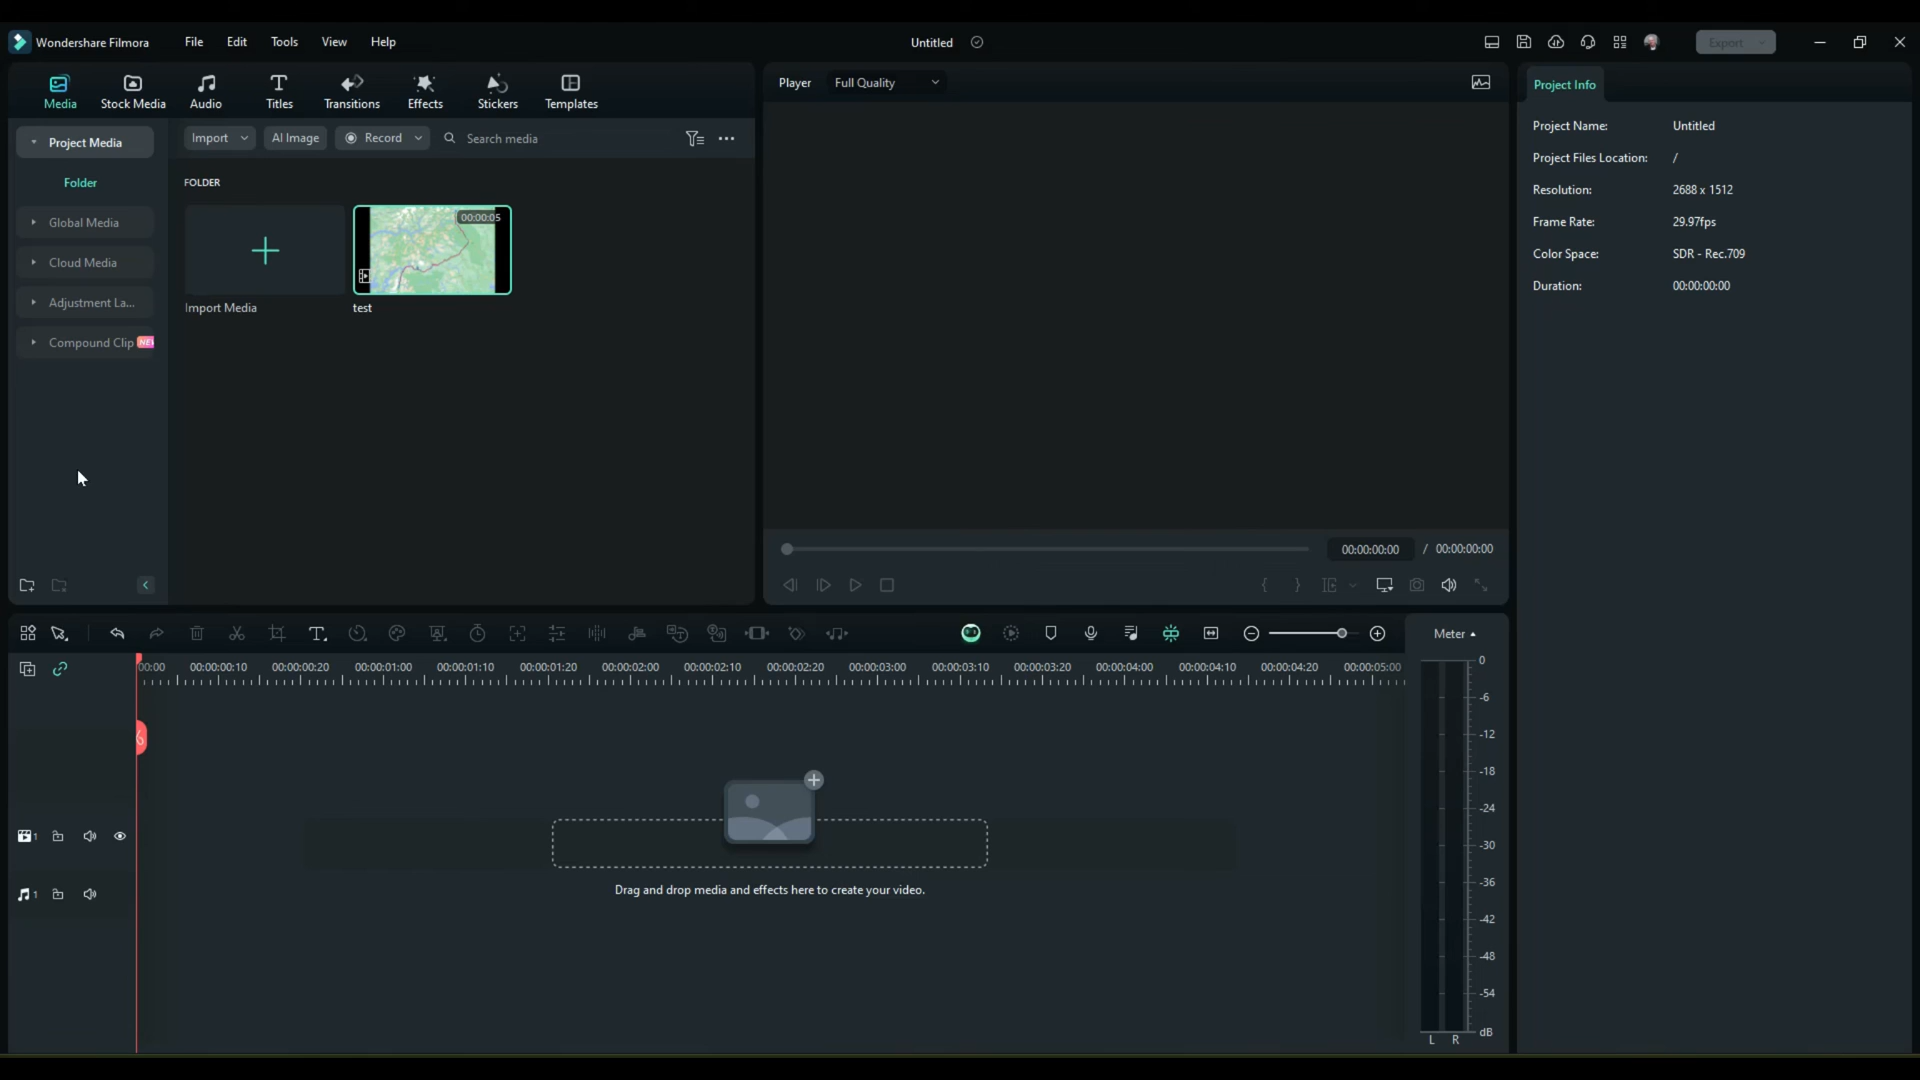 Wondershare Filmora File Edit Tools View Help Untitled Export
Media Stock Media Audio Titles Transitions Effects Stickers Templates
Player Full Quality
Project Info
Project Media
Import AI Image Record Search media
Folder
FOLDER
Global Media
Cloud Media
Adjustment La...
Compound Clip
00:00:05
Import Media
test
Project Name: Untitled
Project Files Location: /
Resolution: 2688 x 1512
Frame Rate: 29.97fps
Color Space: SDR - Rec.709
Duration: 00:00:00:00
00:00:00:00 / 00:00:00:00
Meter
:00:00 00:00:00:10 00:00:00:20 00:00:01:00 00:00:01:10 00:00:01:20 00:00:02:00 00:00:02:10 00:00:02:20 00:00:03:00 00:00:03:10 00:00:03:20 00:00:04:00 00:00:04:10 00:00:04:20 00:00:05:00
1
1
Drag and drop media and effects here to create your video.
0
-6
-12
-18
-24
-30
-36
-42
-48
-54
dB
L R